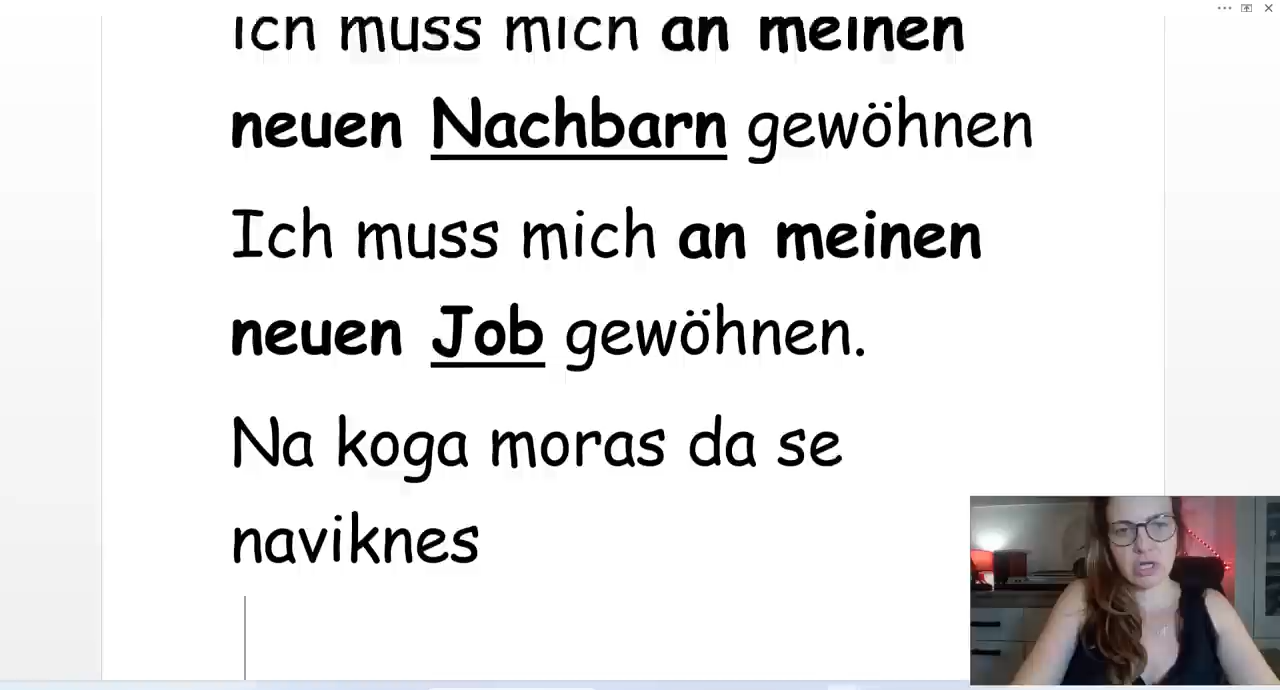 Ich muss mich an meinen
neuen Nachbarn gewöhnen
Ich muss mich an meinen
neuen Job gewöhnen.
Na koga moras da se
naviknes